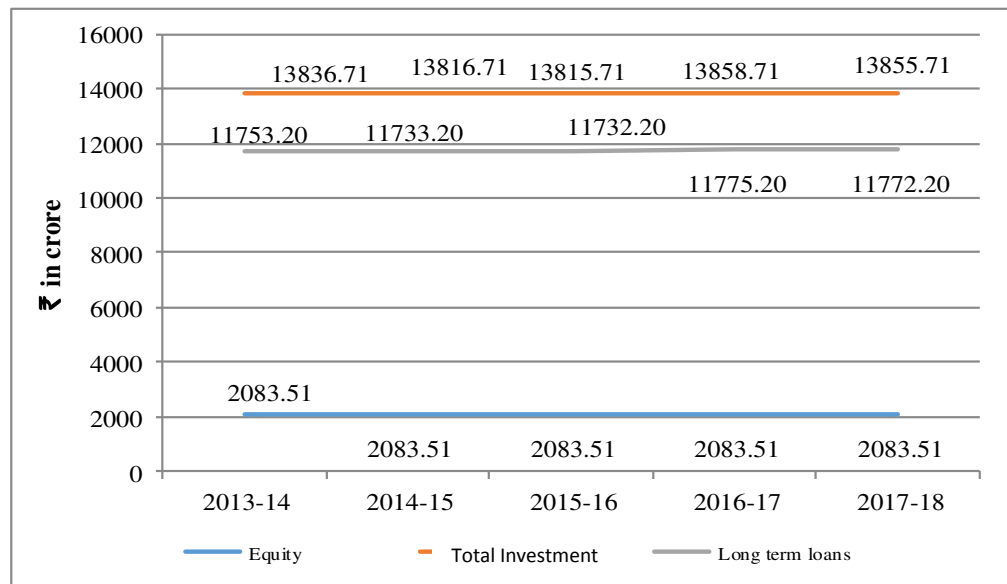 16000
14000
12000
10000
8000
6000
4000
2000
0
₹ in crore
13836.71 13816.71 13815.71 13858.71 13855.71
11753.20 11733.20 11732.20
11775.20 11772.20
2083.51
2083.51 2083.51 2083.51 2083.51
2013-14 2014-15 2015-16 2016-17 2017-18
Equity Total Investment Long term loans